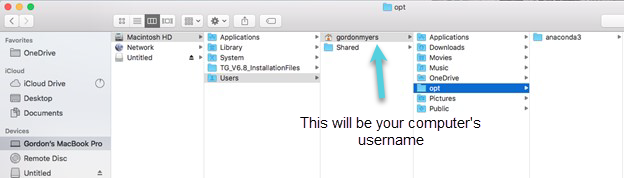 opt
Favorites
OneDrive
iCloud
iCloud Drive
Desktop
Documents
Devices
Gordon's MacBook Pro
Remote Disc
Untitled
Macintosh HD
Network
Untitled
Applications
Library
System
TG_V6.8_InstallationFiles
Users
gordonmyers
Shared
Applications
Downloads
Movies
Music
OneDrive
opt
Pictures
Public
anaconda3
This will be your computer's
username